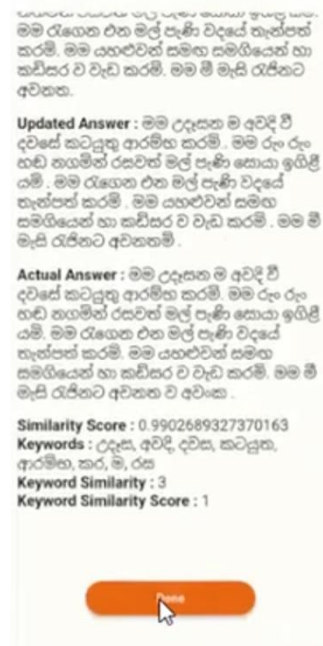 මම රැගෙන එන මල් පැණි වදයේ තැන්පත්
කරමි. මම යහළුවන් සමඟ සමගියෙන් හා
කඩිසර ව වැඩ කරමි. මම මී මැසි රැජිනට
අවනත.
Updated Answer : මම උදෑසන ම අවදි වී
දවසේ කටයුතු ආරම්භ කරමි . මම රුං රුං
හඬ නගමින් රසවත් මල් පැණි සොයා ඉගිළී
යමි . මම රැගෙන එන මල් පැණි වදයේ
තැන්පත් කරමි . මම යහළුවන් සමඟ
සමගියෙන් හා කඩිසර ව වැඩ කරමි . මම මී
මැසි රැජිනට අවනතමි .
Actual Answer : මම උදෑසන ම අවදි වී
දවසේ කටයුතු ආරම්භ කරමි. මම රුං රුං
හඬ නගමින් රසවත් මල් පැණි සොයා ඉගිළී
යමි. මම රැගෙන එන මල් පැණි වදයේ
තැන්පත් කරමි. මම යහළුවන් සමඟ
සමගියෙන් හා කඩිසර ව වැඩ කරමි. මම මී
මැසි රැජිනට අවනත ව අවංක .
Similarity Score : 0.9902689327370163
Keywords : උදෑස, අවදි, දවස, කටයුත,
ආරම්භ, කර, ම, රස
Keyword Similarity : 3
Keyword Similarity Score : 1
Done